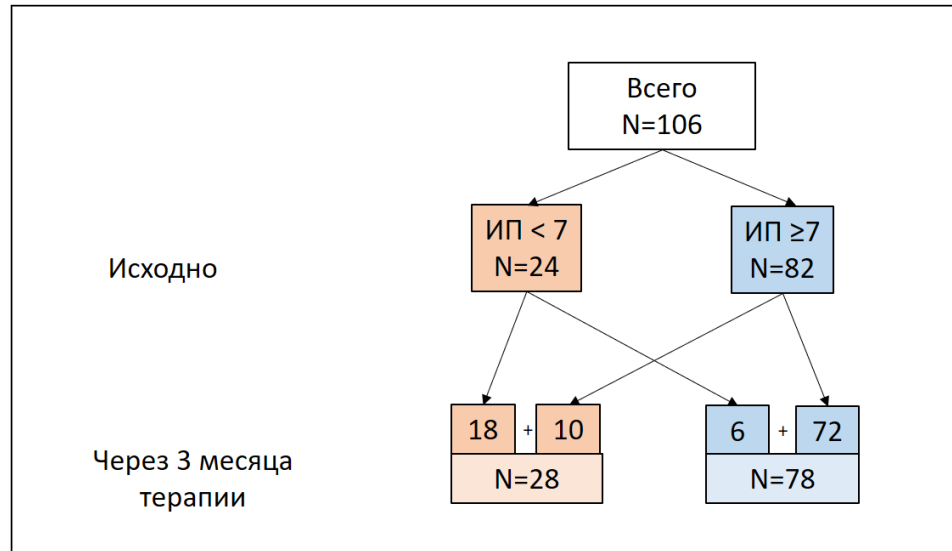 Всего
N=106
ИП < 7
N=24
ИП ≥7
N=82
Исходно
18 + 10
N=28
6 + 72
N=78
Через 3 месяца
терапии